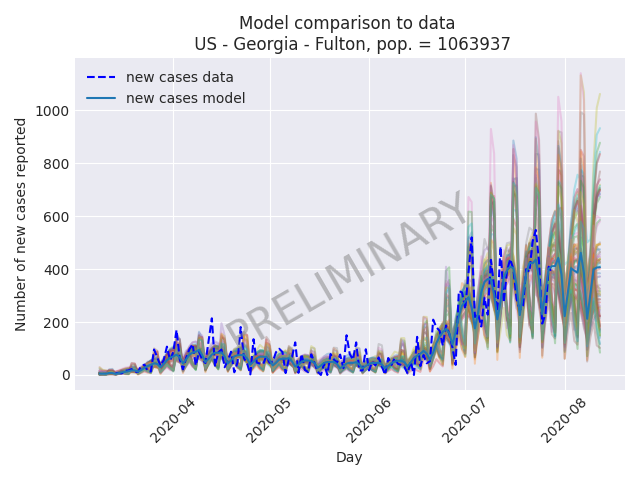 Model comparison to data
US - Georgia - Fulton, pop. = 1063937
new cases data
new cases model
PRELIMINARY
Number of new cases reported
1000
800
600
400
200
0
2020-04
2020-05
2020-06
2020-07
2020-08
Day